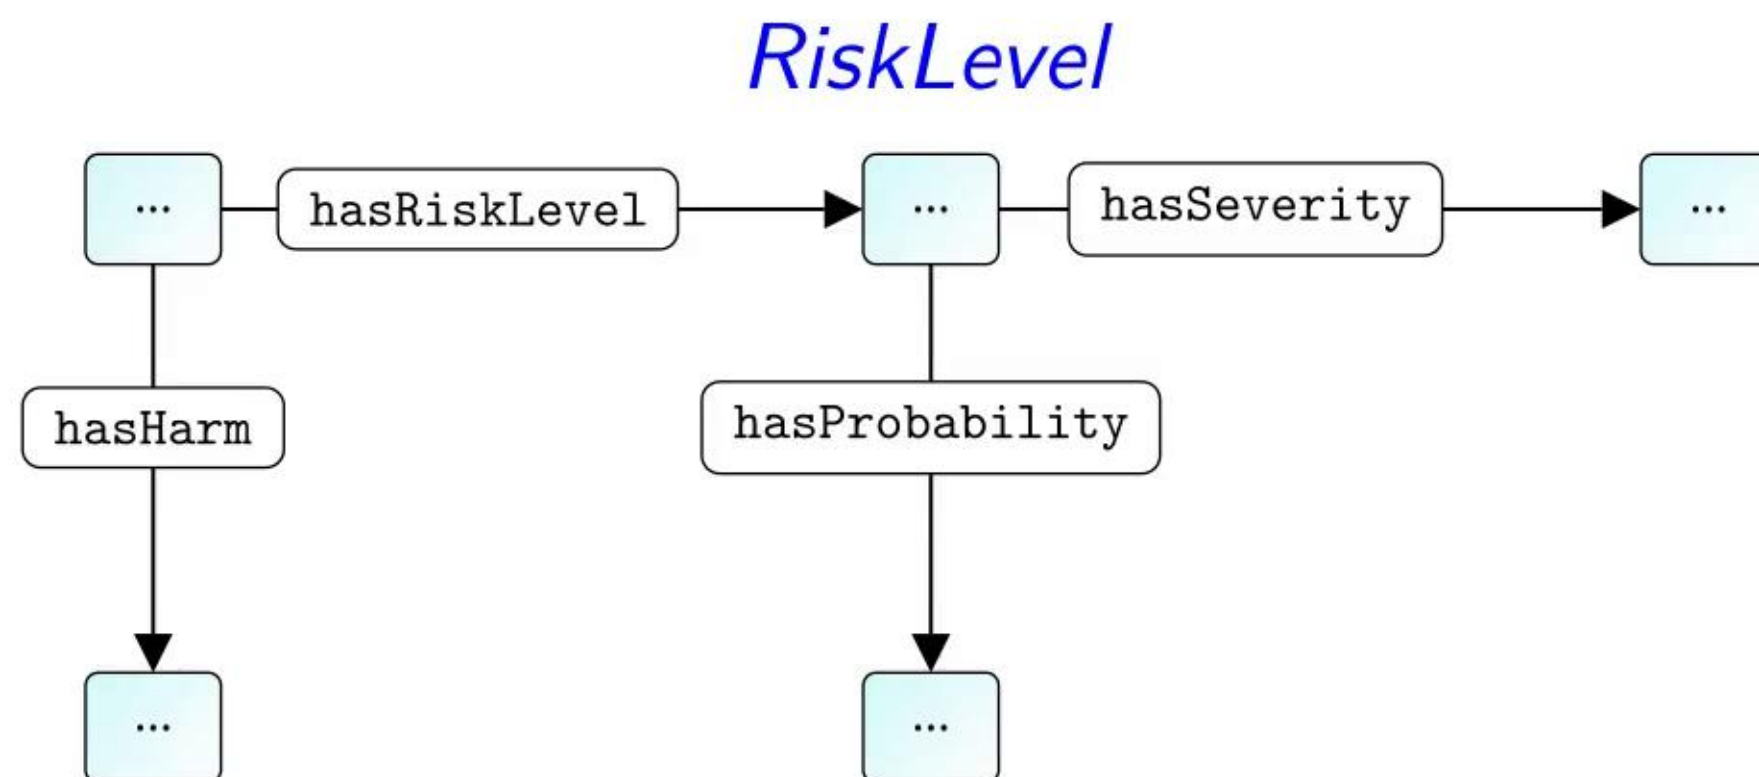 RiskLevel
... hasRiskLevel ... hasSeverity ...
hasHarm hasProbability
... ...